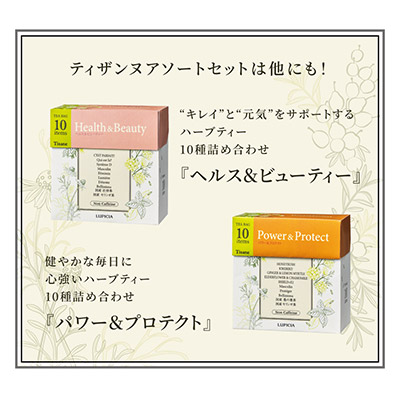 ティザンヌアソートセットは他にも!
“キレイ”と“元気”をサポートする
ハーブティー
10種詰め合わせ
『ヘルス&ビューティー』
TEA BAG
10
items
Health&Beauty
Tisane
Non-Caffeine
LUPICIA
健やかな毎日に
心強いハーブティー
10種詰め合わせ
『パワー&プロテクト』
TEA BAG
10
items
Power&Protect
Tisane
Non-Caffeine
LUPICIA